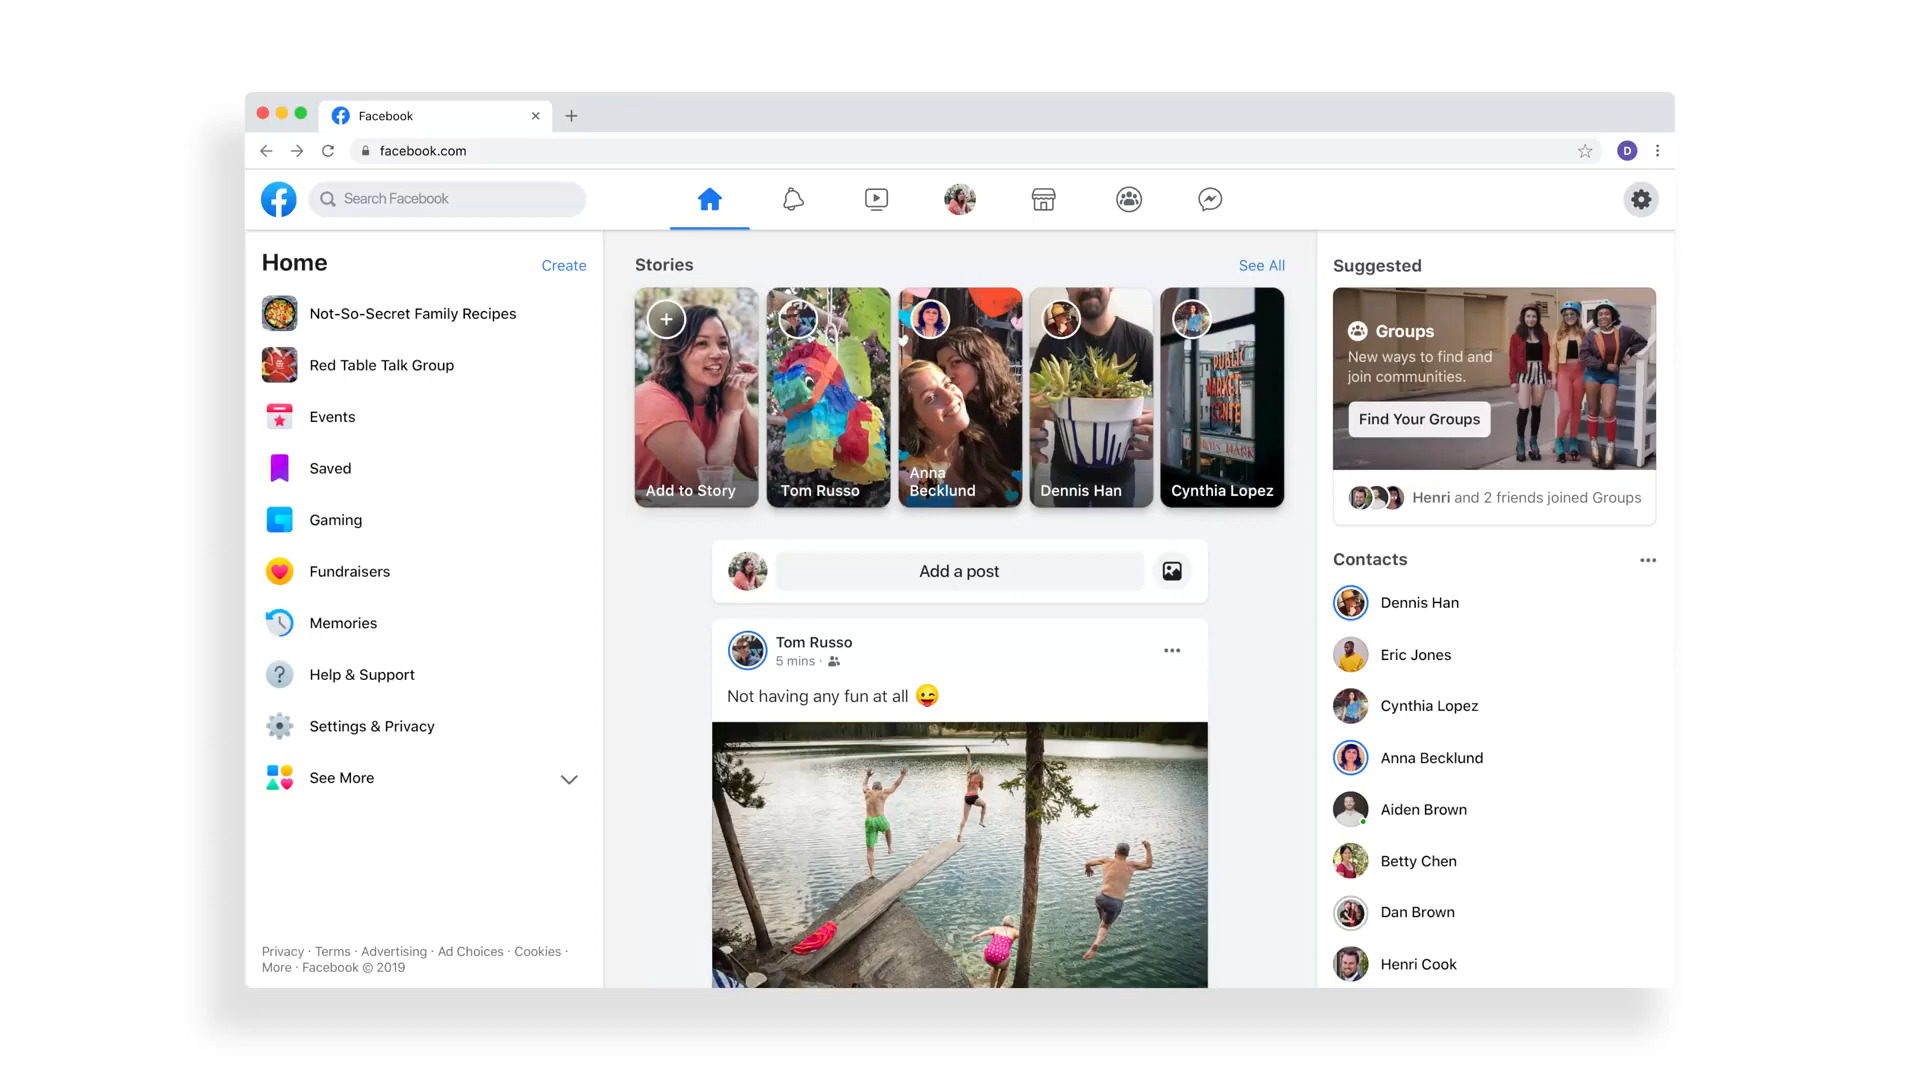 Facebook
facebook.com
D
Search Facebook
Home
Create
Not-So-Secret Family Recipes
Red Table Talk Group
Events
Saved
Gaming
Fundraisers
Memories
Help & Support
Settings & Privacy
See More
Privacy · Terms · Advertising · Ad Choices · Cookies ·
More · Facebook © 2019
Stories
See All
Add to Story
Tom Russo
Anna
Becklund
Dennis Han
PUBLIC
MARKET
CENTE
Cynthia Lopez
Add a post
Tom Russo
5 mins ·
Not having any fun at all
Suggested
Groups
New ways to find and
join communities.
Find Your Groups
Henri and 2 friends joined Groups
Contacts
Dennis Han
Eric Jones
Cynthia Lopez
Anna Becklund
Aiden Brown
Betty Chen
Dan Brown
Henri Cook